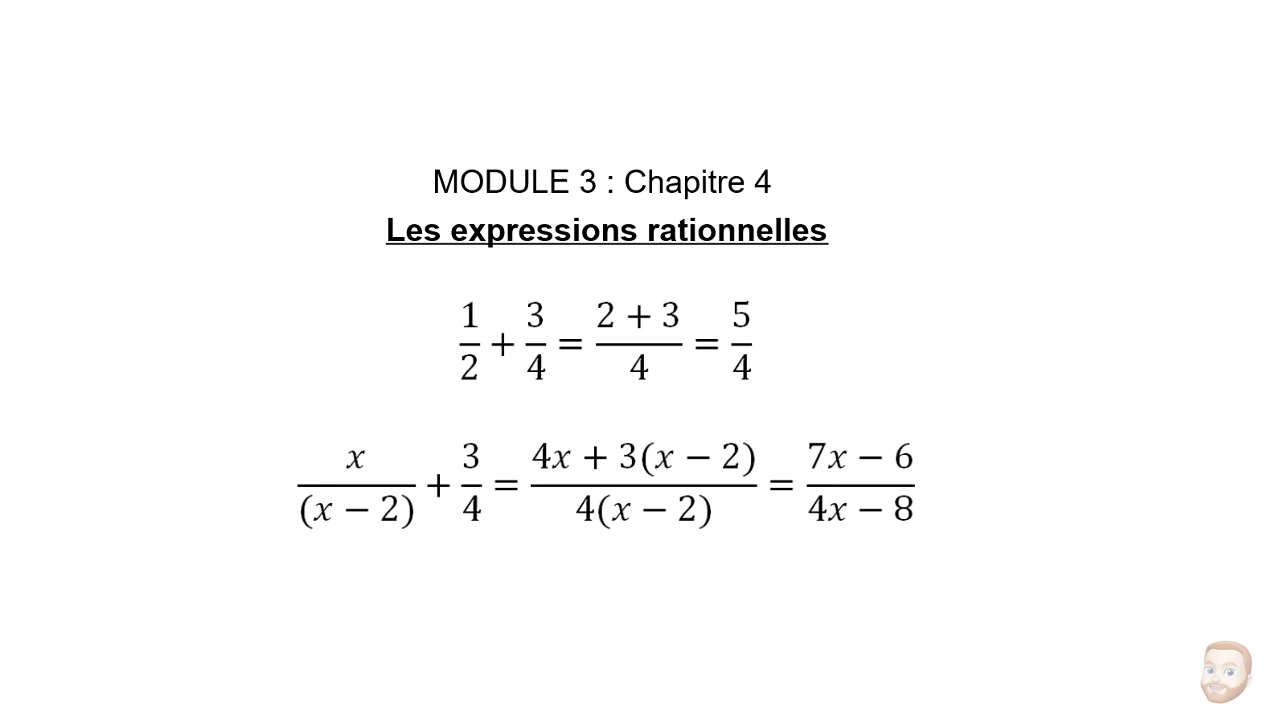 MODULE 3 : Chapitre 4
Les expressions rationnelles
1/2 + 3/4 = (2 + 3)/4 = 5/4
x/(x − 2) + 3/4 = (4x + 3(x − 2))/(4(x − 2)) = (7x − 6)/(4x − 8)